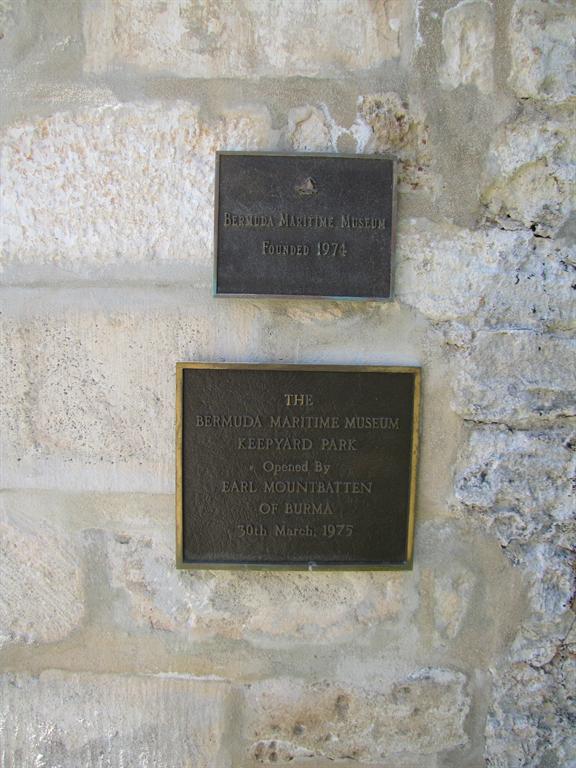 BERMUDA MARITIME MUSEUM
FOUNDED 1974
THE
BERMUDA MARITIME MUSEUM
KEEPYARD PARK
Opened By
EARL MOUNTBATTEN
OF BURMA
30th March, 1975